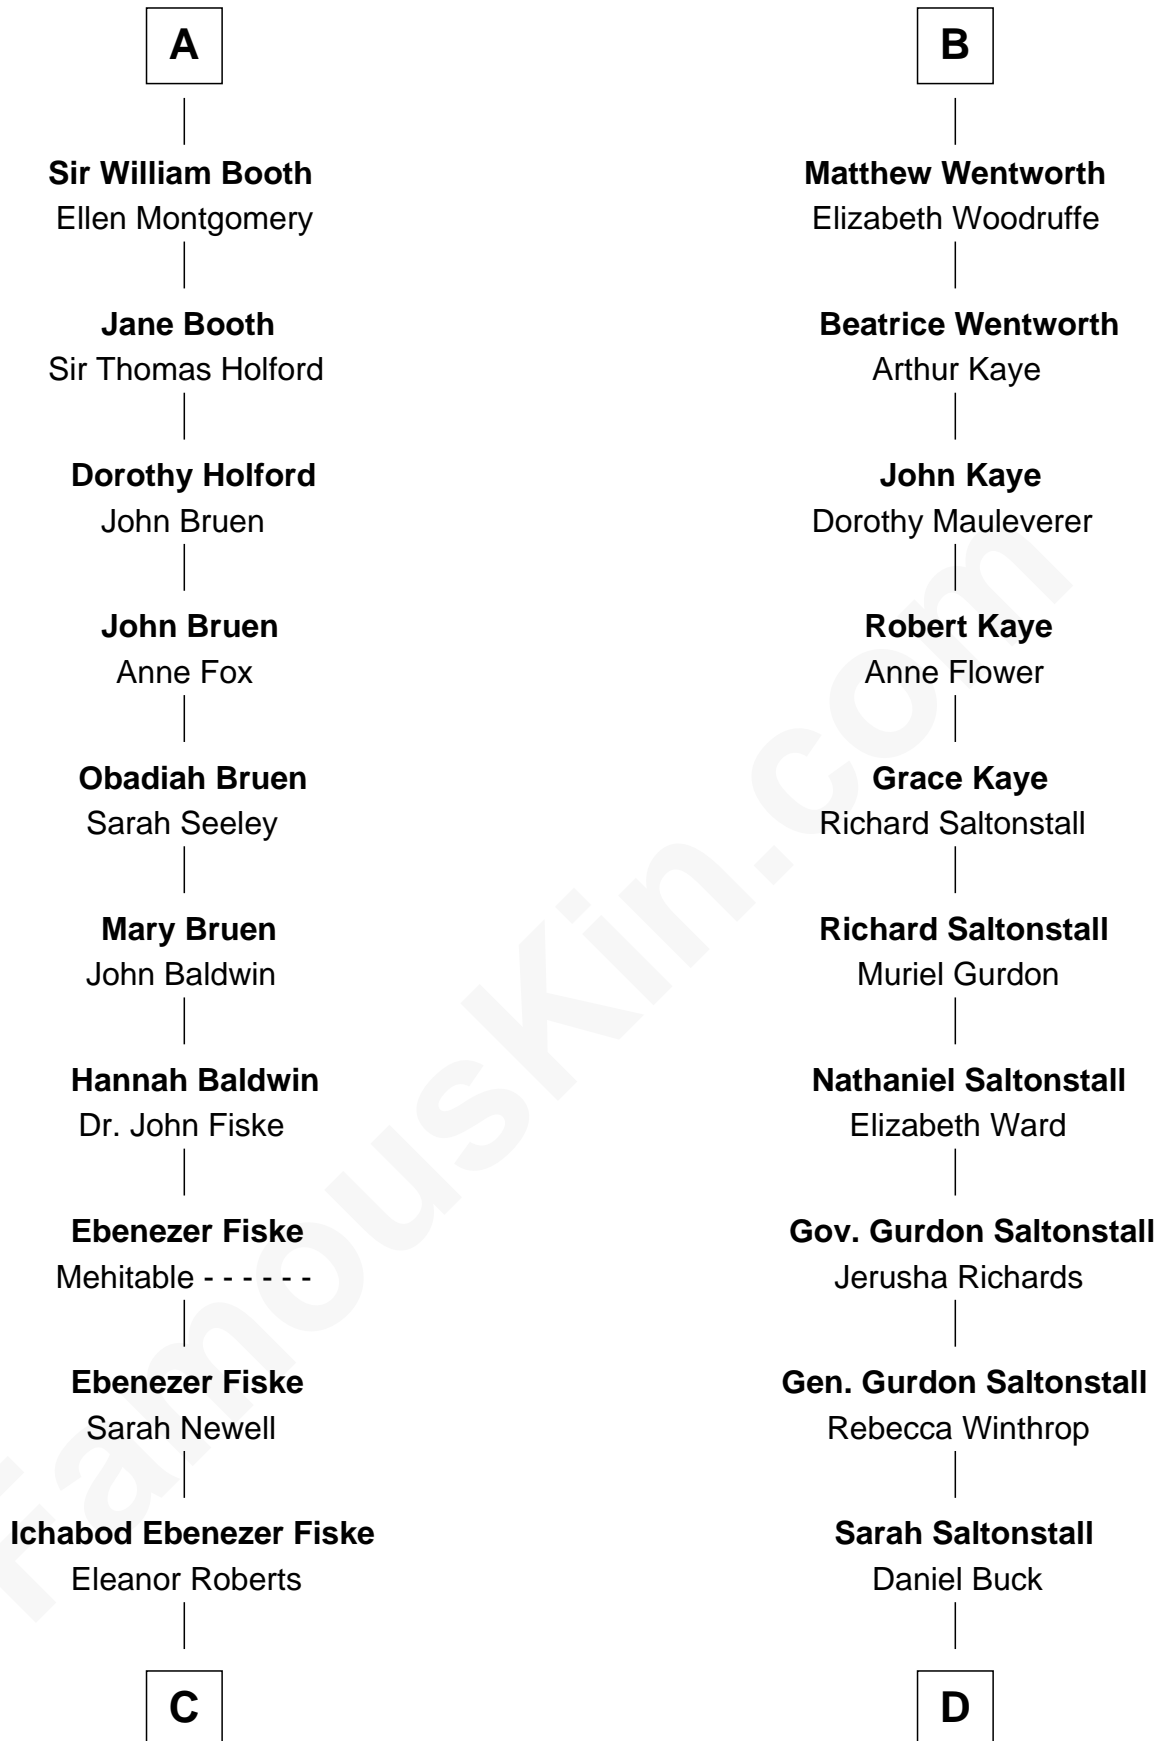 A
Sir William Booth
Ellen Montgomery
Jane Booth
Sir Thomas Holford
Dorothy Holford
John Bruen
John Bruen
Anne Fox
Obadiah Bruen
Sarah Seeley
Mary Bruen
John Baldwin
Hannah Baldwin
Dr. John Fiske
Ebenezer Fiske
Mehitable - - - - - -
Ebenezer Fiske
Sarah Newell
Ichabod Ebenezer Fiske
Eleanor Roberts
C
B
Matthew Wentworth
Elizabeth Woodruffe
Beatrice Wentworth
Arthur Kaye
John Kaye
Dorothy Mauleverer
Robert Kaye
Anne Flower
Grace Kaye
Richard Saltonstall
Richard Saltonstall
Muriel Gurdon
Nathaniel Saltonstall
Elizabeth Ward
Gov. Gurdon Saltonstall
Jerusha Richards
Gen. Gurdon Saltonstall
Rebecca Winthrop
Sarah Saltonstall
Daniel Buck
D
FamousKin.com